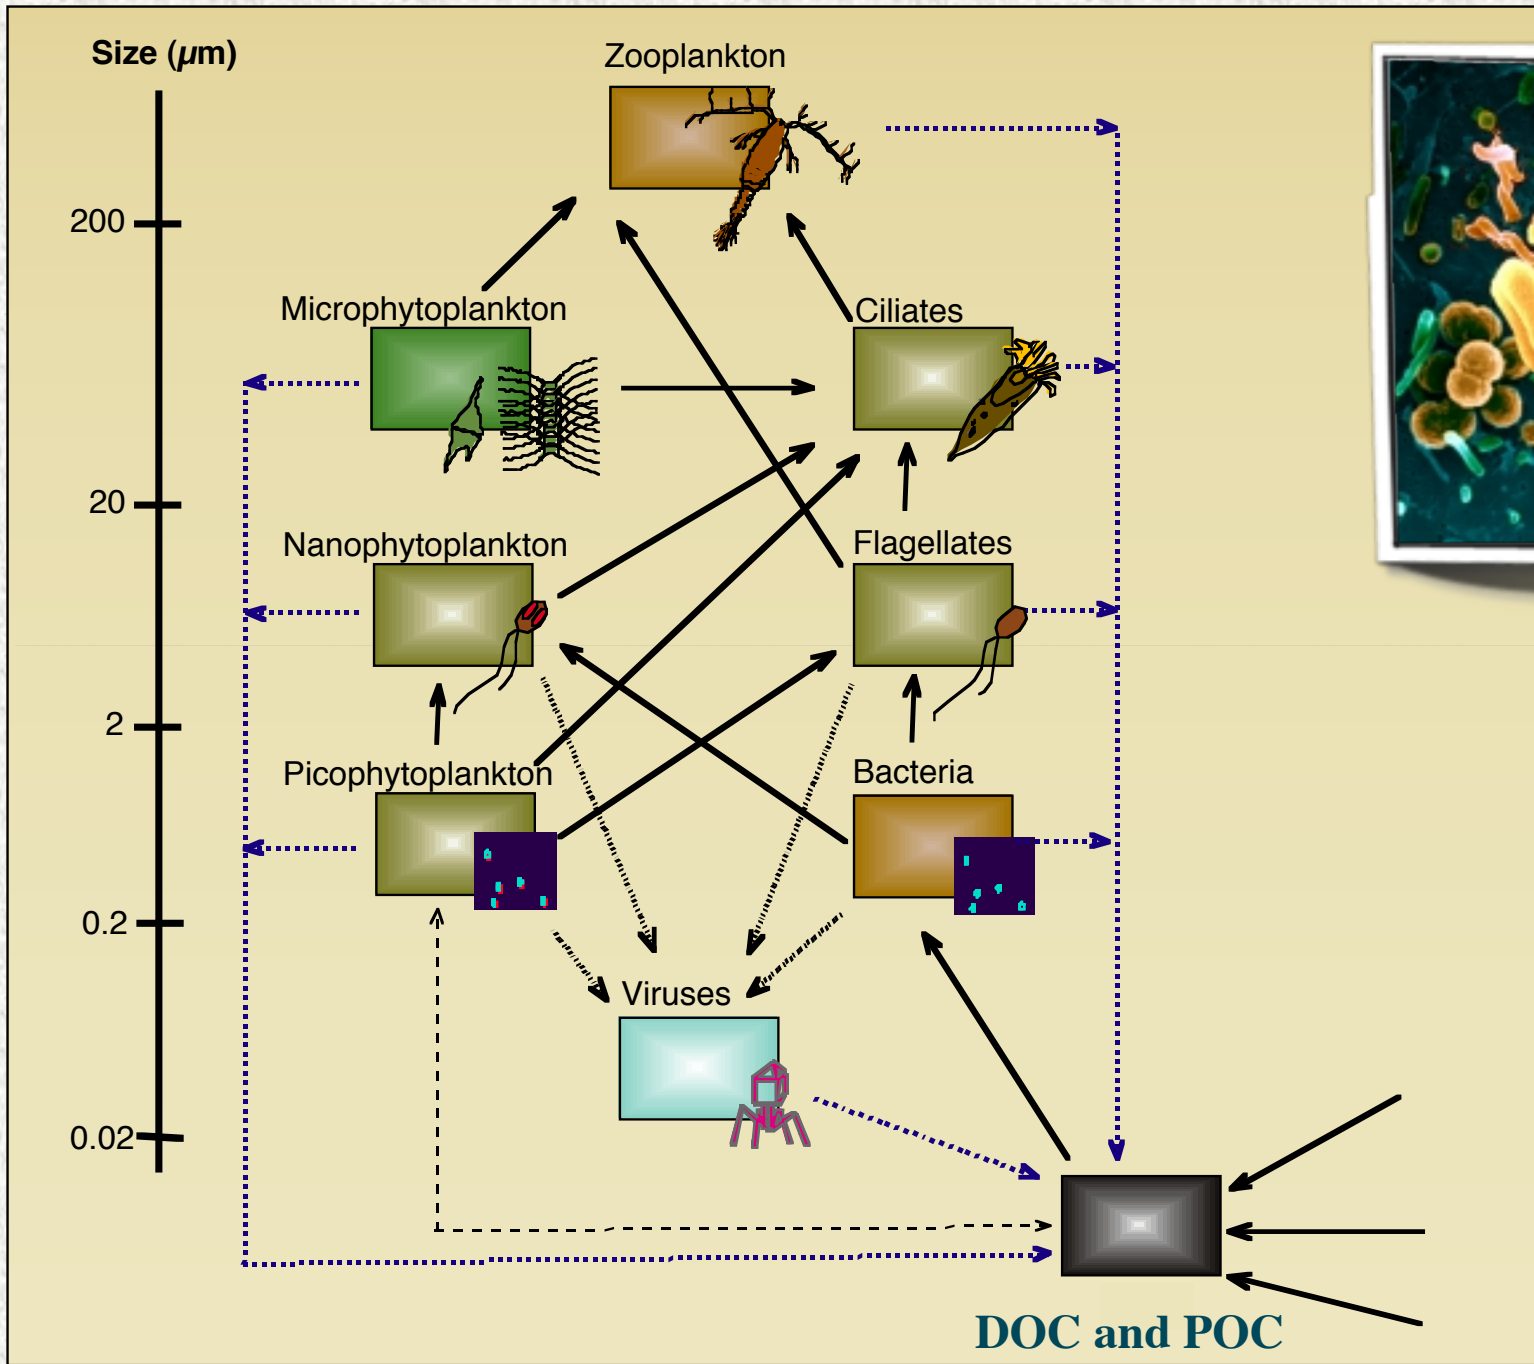 Size (µm)
Zooplankton
200
Microphytoplankton
Ciliates
20
Nanophytoplankton
Flagellates
2
Picophytoplankton
Bacteria
0.2
Viruses
0.02
DOC and POC